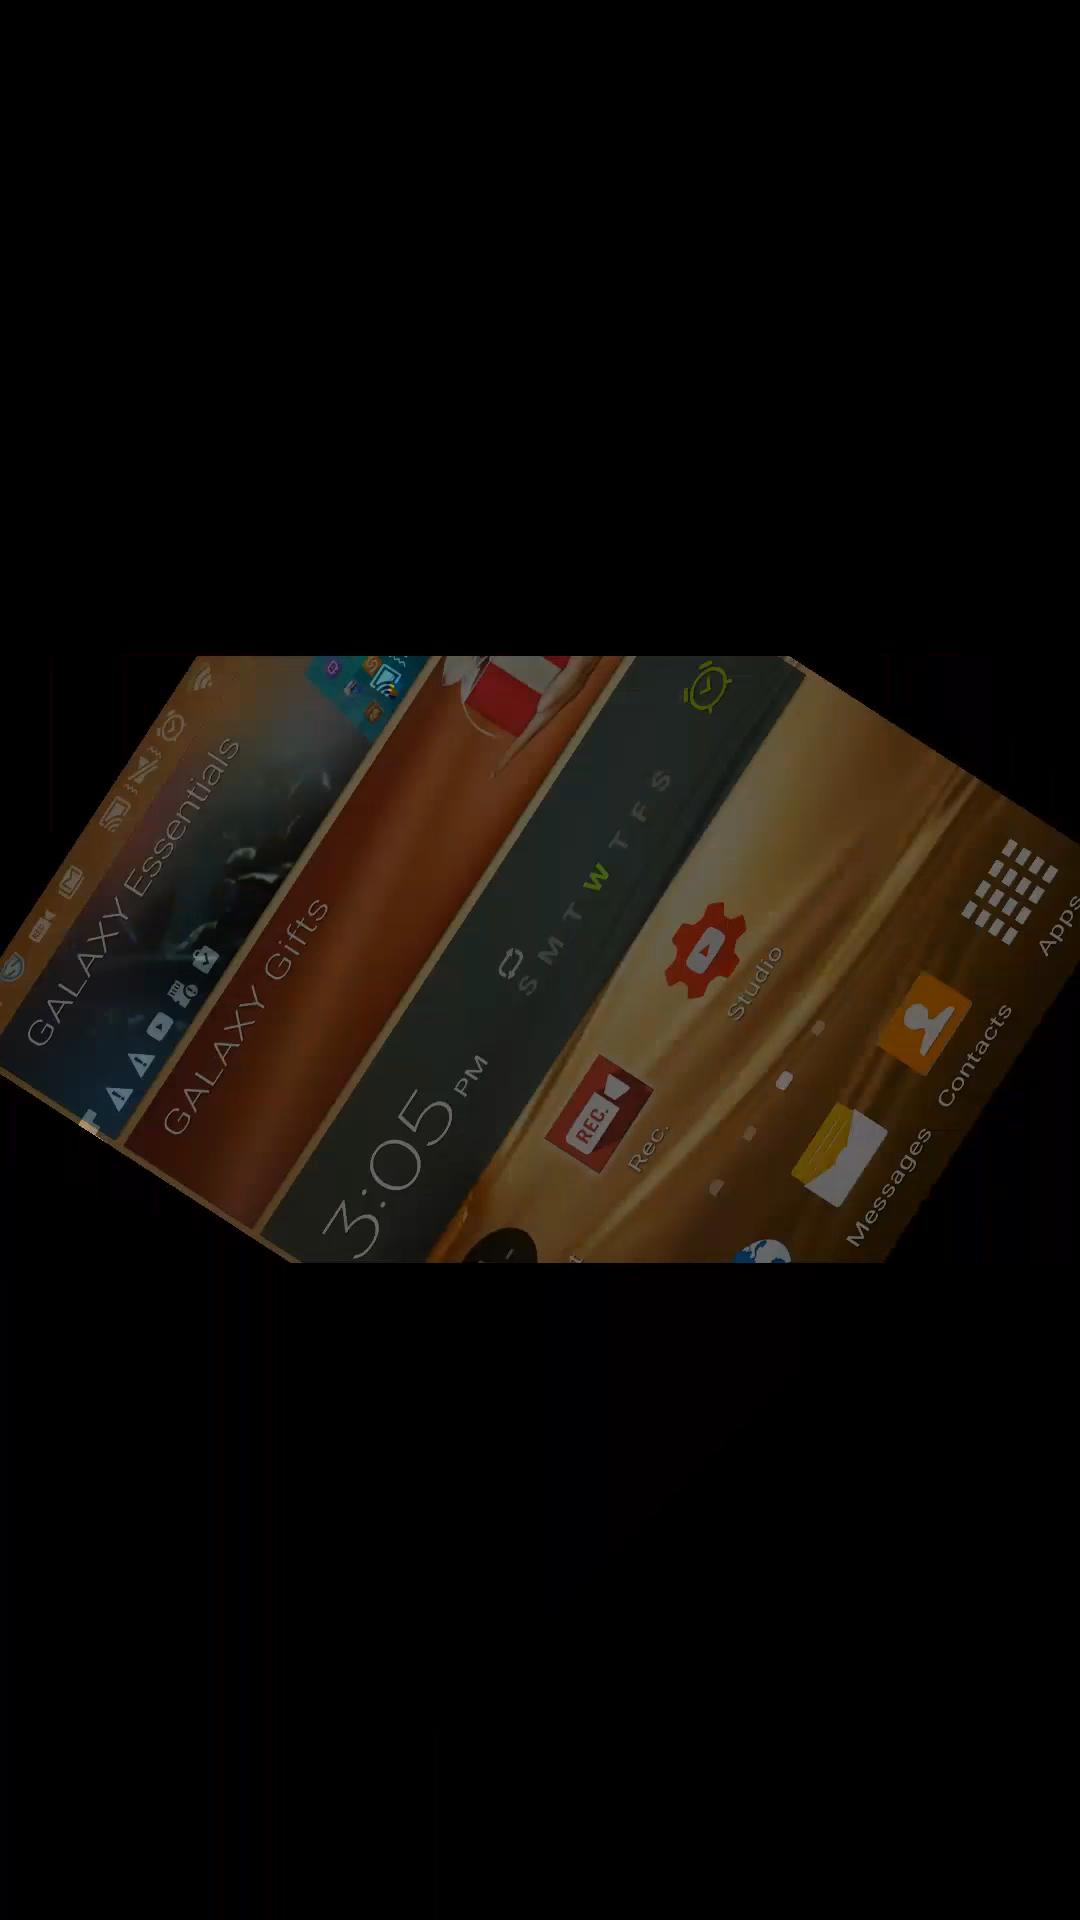 GALAXY Essentials
GALAXY Gifts
3:05 PM
S M T W T F S
REC.
Rec.
Studio
Messages
Contacts
Apps